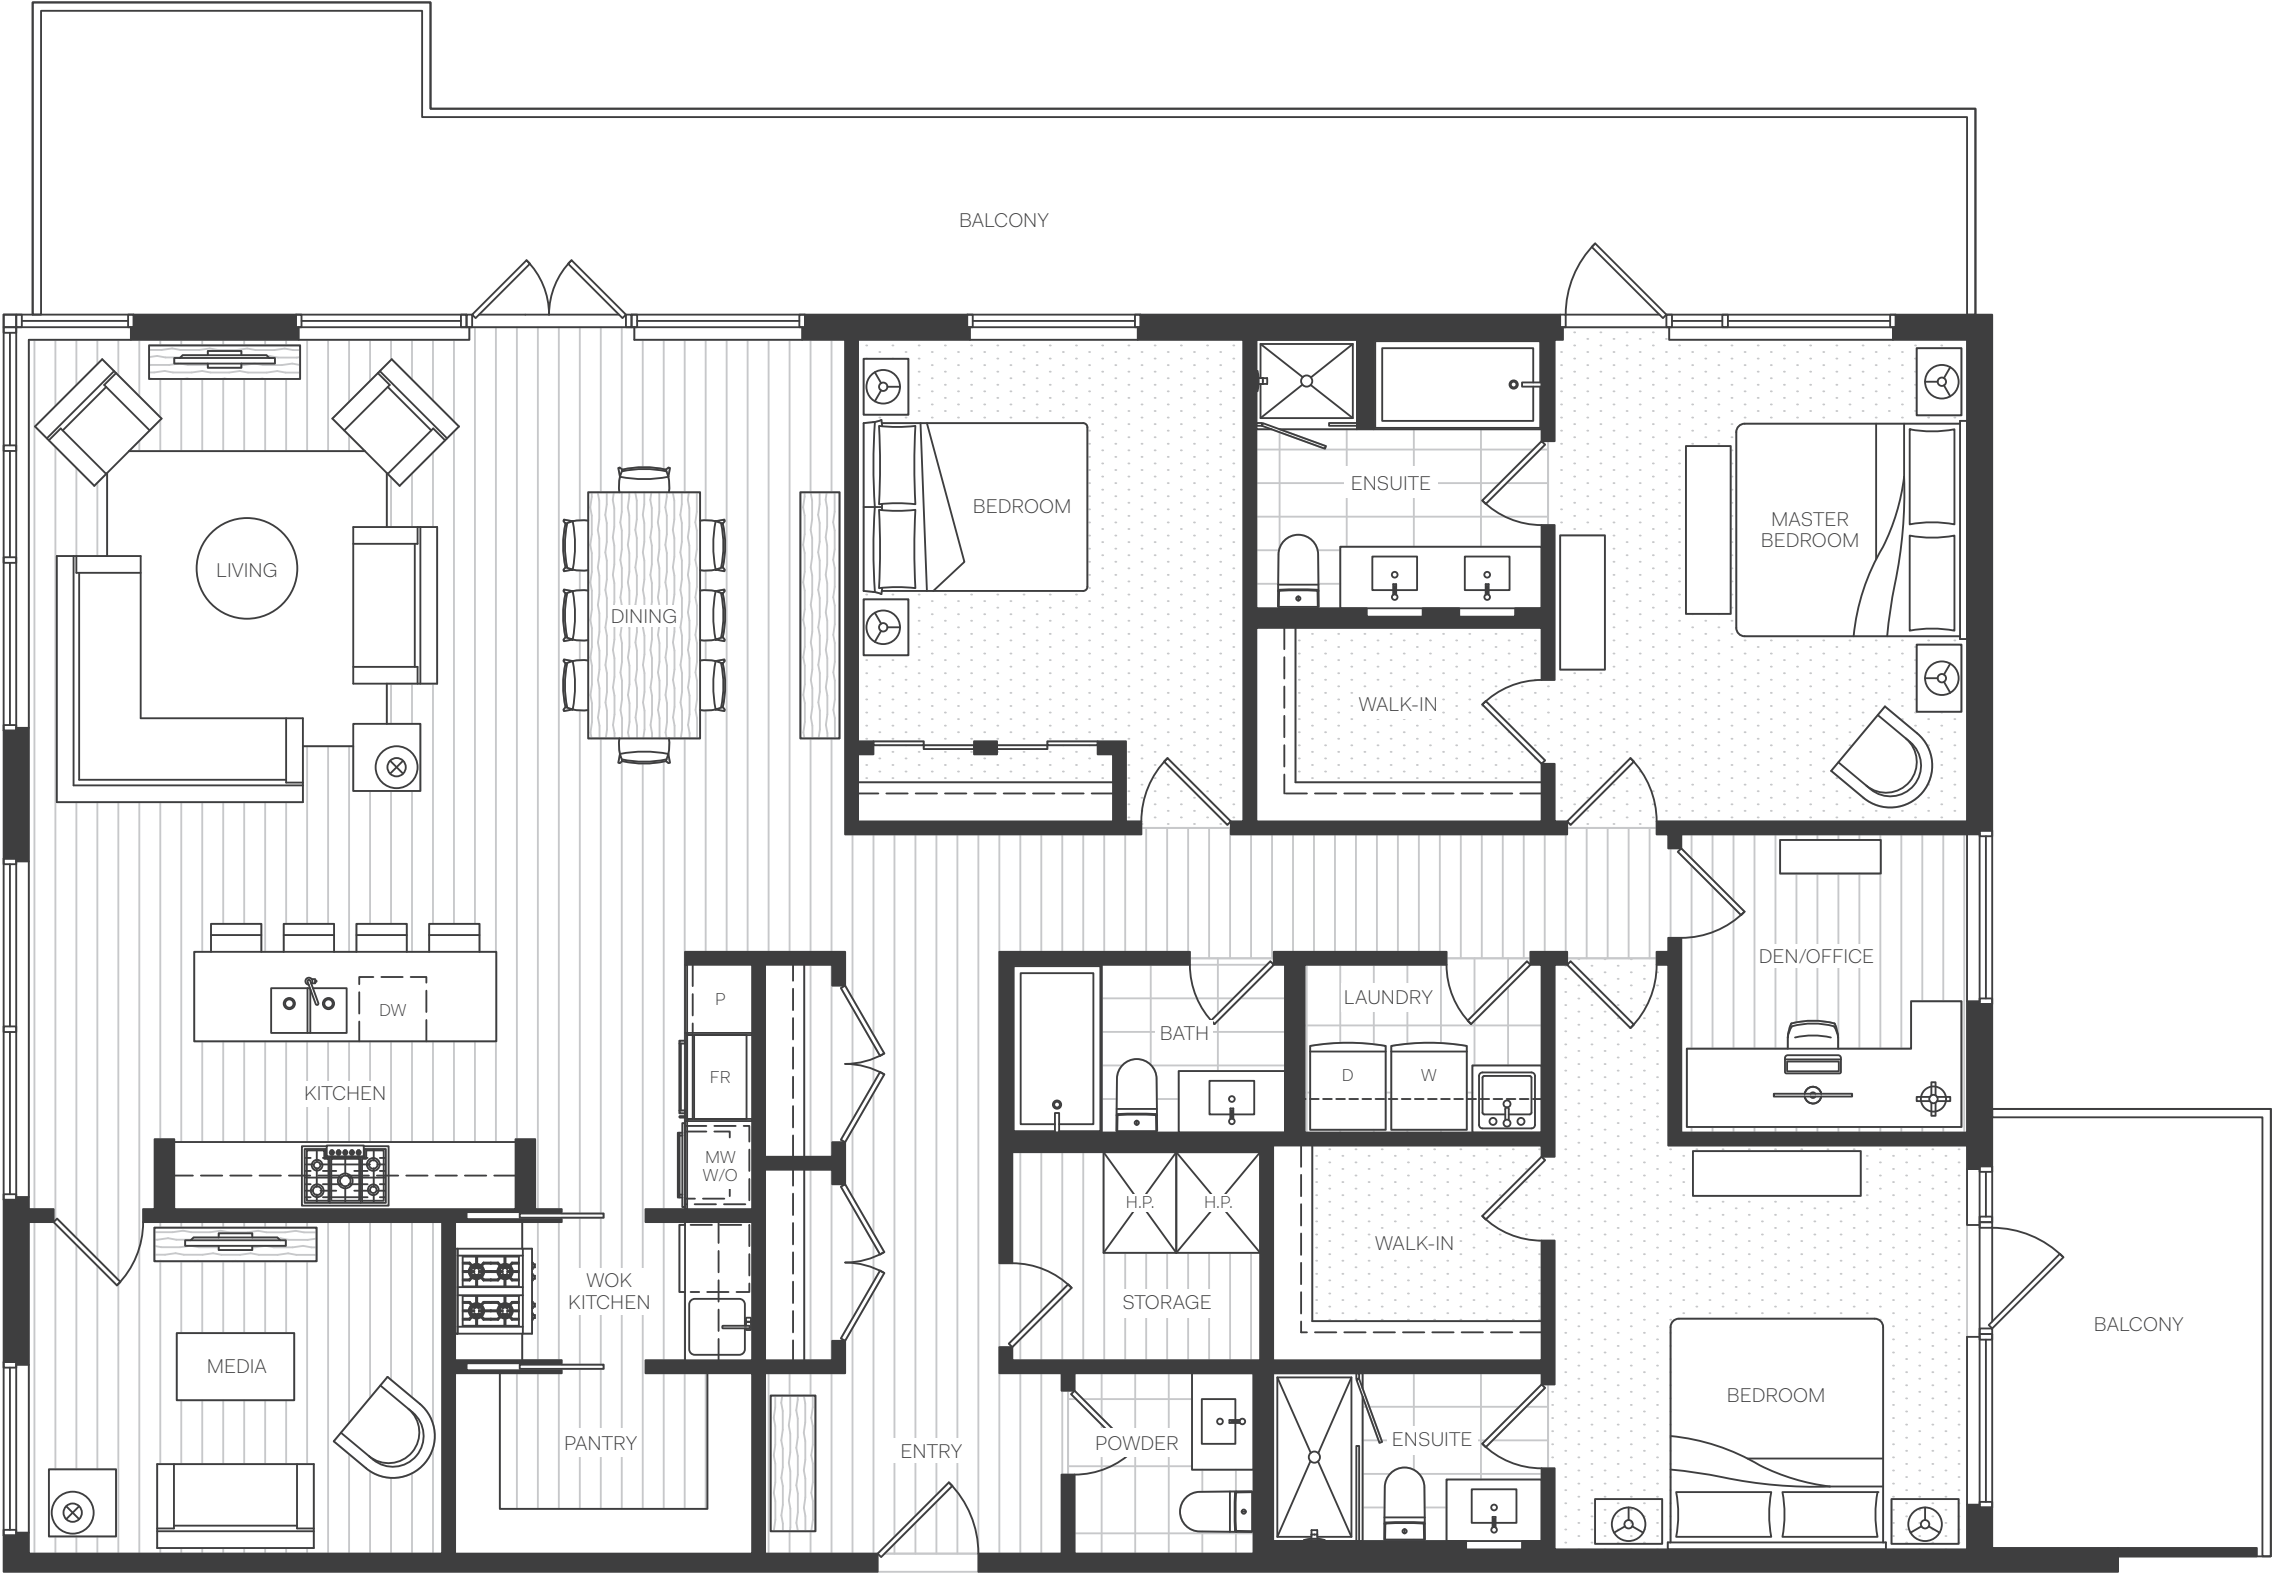 BALCONY
ENSUITE
BEDROOM
MASTER
BEDROOM
LIVING
DINING
WALK-IN
DEN/OFFICE
P
LAUNDRY
DW
BATH
FR
D
W
KITCHEN
MW
W/O
H.P.
H.P.
WALK-IN
WOK
KITCHEN
STORAGE
BALCONY
MEDIA
BEDROOM
PANTRY
ENTRY
POWDER
ENSUITE